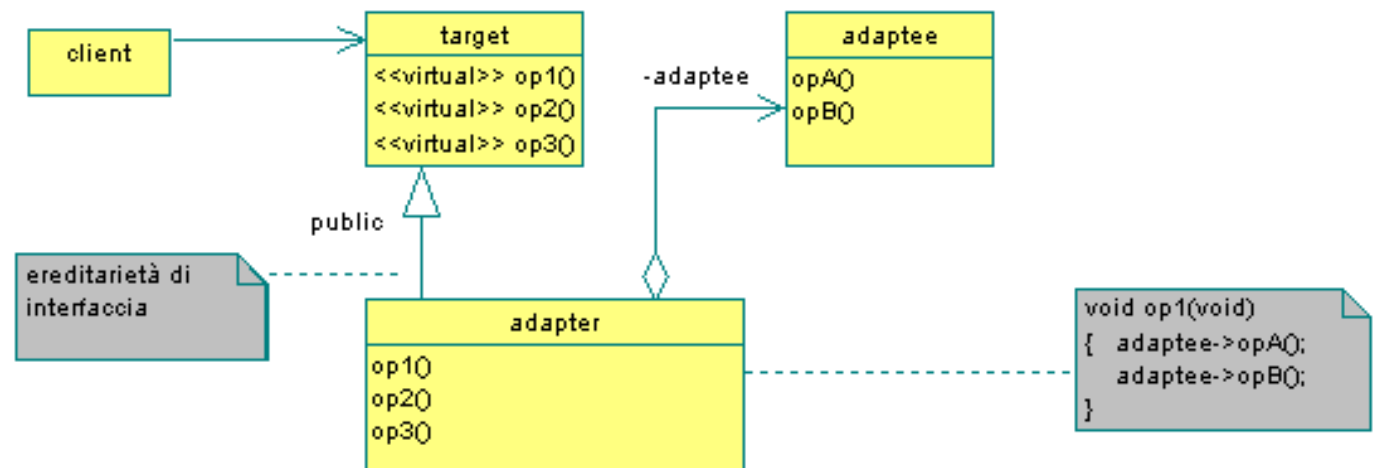 client
target
<<virtual>> op1()
<<virtual>> op2()
<<virtual>> op3()
-adaptee
adaptee
opA()
opB()
public
ereditarietà di
interfaccia
adapter
op1()
op2()
op3()
void op1(void)
{ adaptee->opA();
adaptee->opB();
}